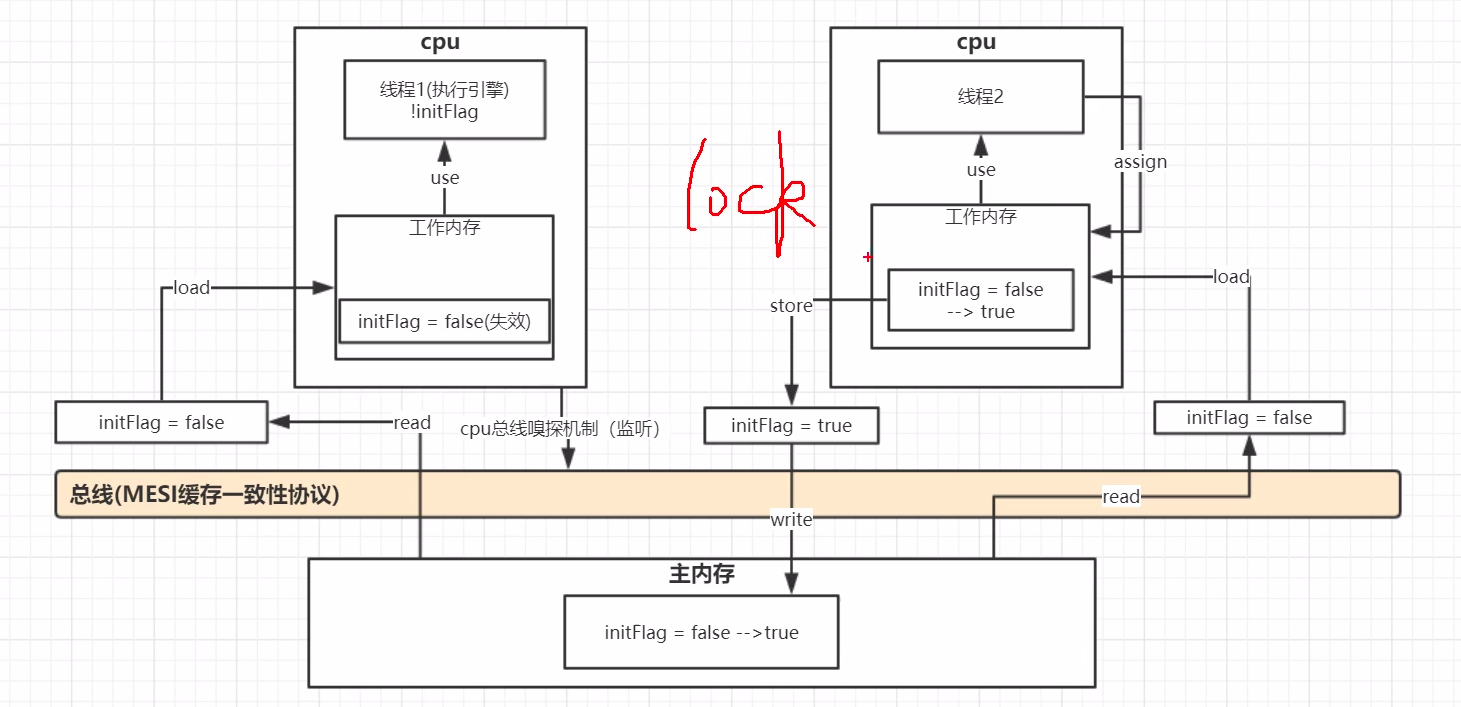 cpu
线程1(执行引擎)
!initFlag
use
工作内存
initFlag = false(失效)
load
initFlag = false
read
cpu总线嗅探机制（监听）
lock
cpu
线程2
assign
use
工作内存
initFlag = false
--> true
store
load
initFlag = true
initFlag = false
总线(MESI缓存一致性协议)
read
write
主内存
initFlag = false -->true